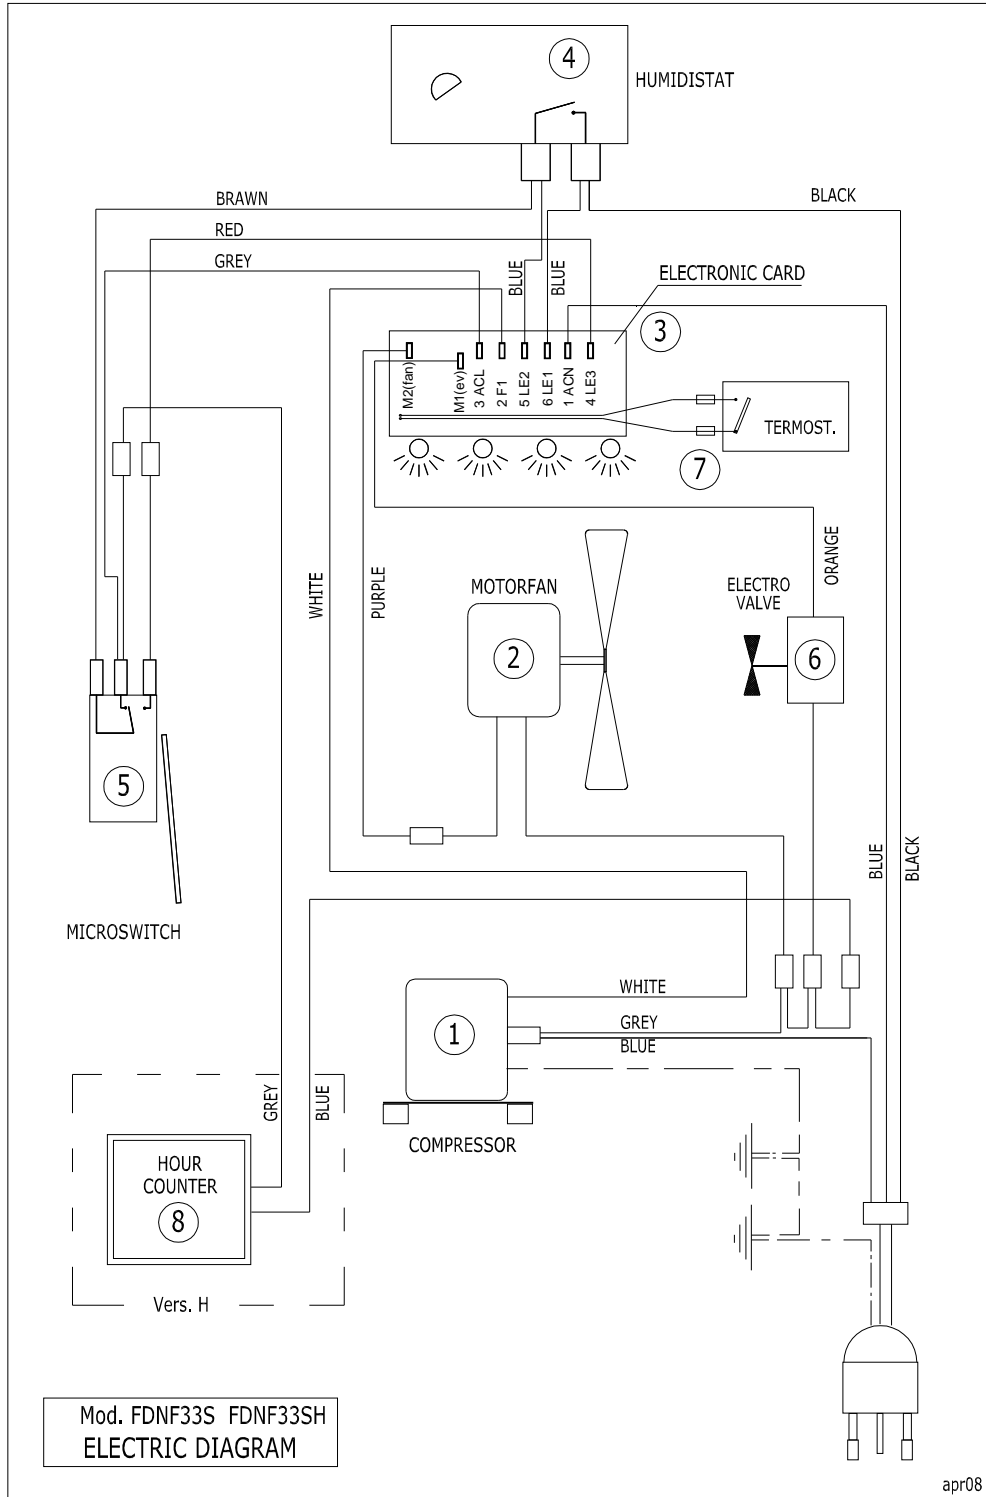 4
HUMIDISTAT
BRAWN
BLACK
RED
GREY
BLUE
BLUE
ELECTRONIC CARD
3
M2(fan)
M1(ev)
3 ACL
2 F1
5 LE2
6 LE1
1 ACN
4 LE3
TERMOST.
7
WHITE
PURPLE
MOTORFAN
2
ELECTRO
VALVE
ORANGE
6
5
MICROSWITCH
BLUE
BLACK
WHITE
GREY
BLUE
1
COMPRESSOR
GREY
BLUE
HOUR
COUNTER
8
Vers. H
Mod. FDNF33S FDNF33SH
ELECTRIC DIAGRAM
apr08